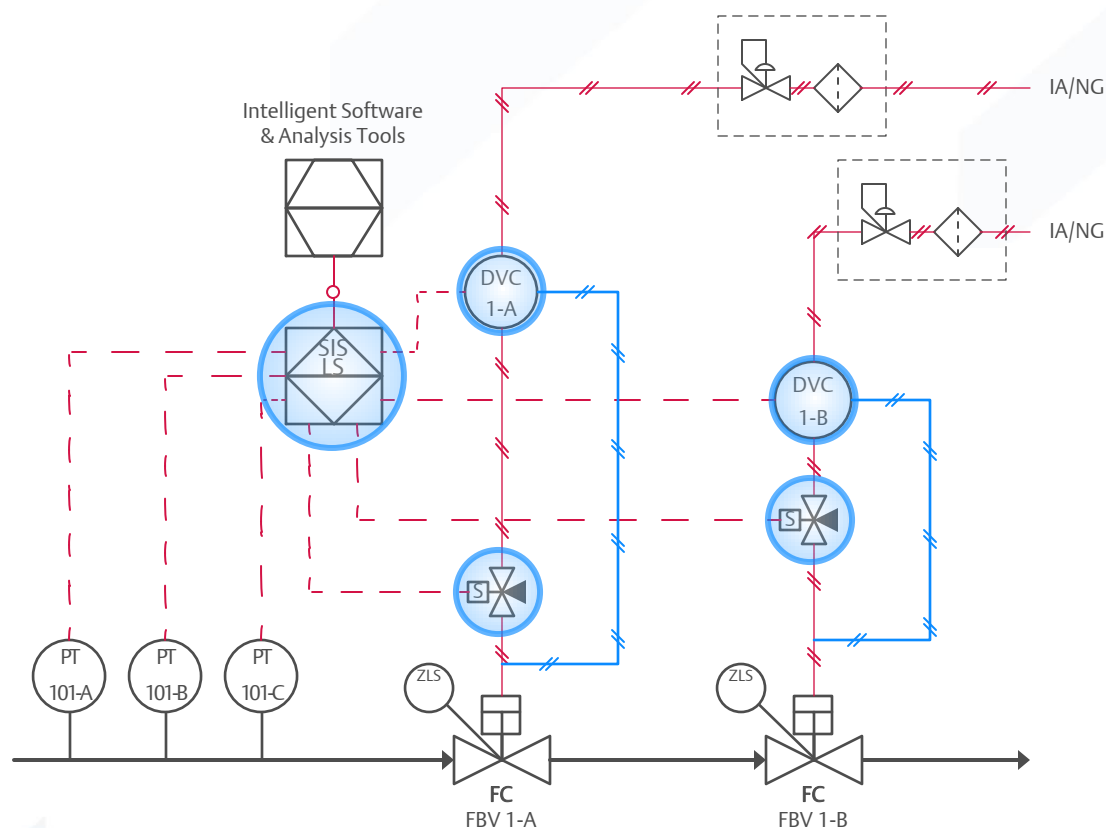 IA/NG
Intelligent Software
& Analysis Tools
IA/NG
DVC
1-A
SIS
LS
DVC
1-B
S
S
PT
101-A
PT
101-B
PT
101-C
ZLS
ZLS
FC
FBV 1-A
FC
FBV 1-B